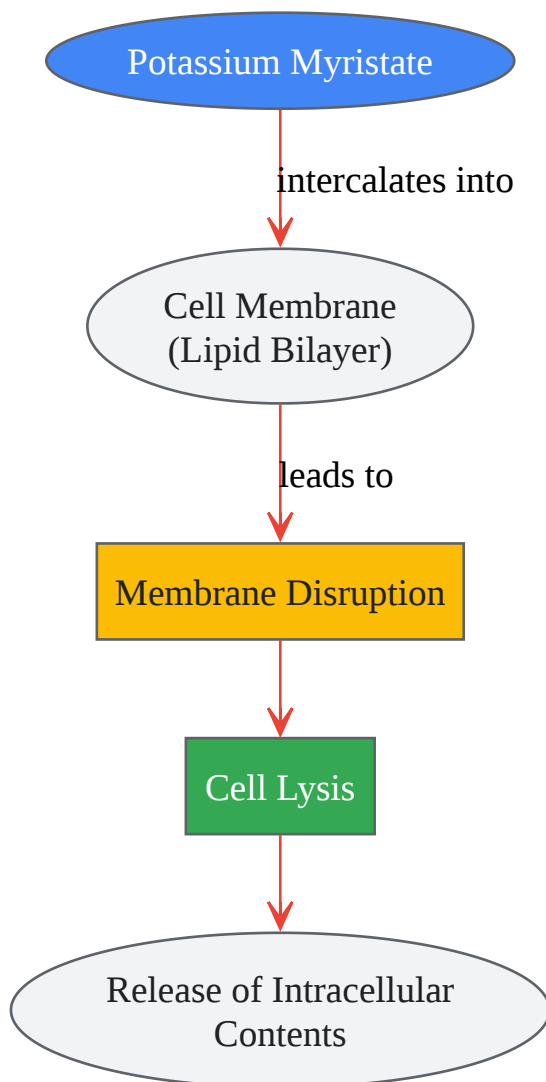 Potassium Myristate
intercalates into
Cell Membrane
(Lipid Bilayer)
leads to
Membrane Disruption
Cell Lysis
Release of Intracellular
Contents